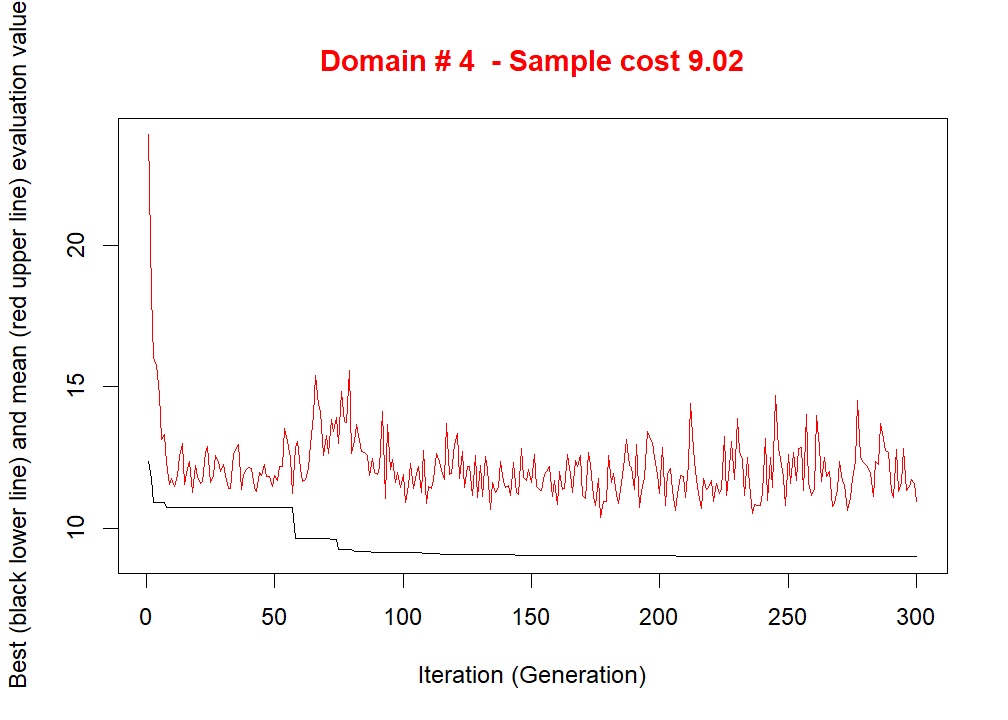 Domain # 4 - Sample cost 9.02
Best (black lower line) and mean (red upper line) evaluation value
20
15
10
0 50 100 150 200 250 300
Iteration (Generation)